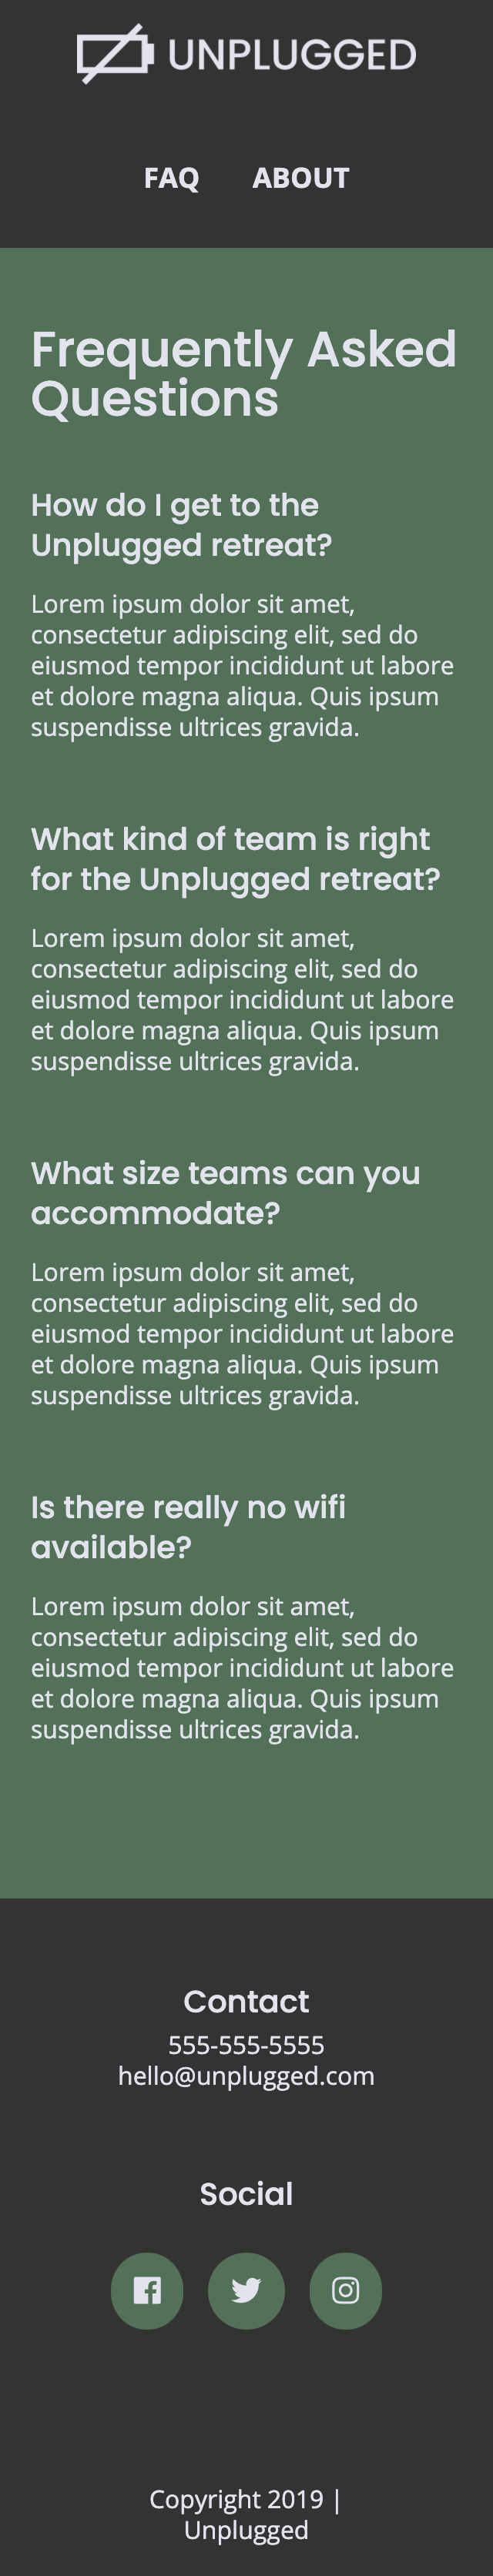 UNPLUGGED
FAQ ABOUT
Frequently Asked
Questions
How do I get to the
Unplugged retreat?
Lorem ipsum dolor sit amet,
consectetur adipiscing elit, sed do
eiusmod tempor incididunt ut labore
et dolore magna aliqua. Quis ipsum
suspendisse ultrices gravida.
What kind of team is right
for the Unplugged retreat?
Lorem ipsum dolor sit amet,
consectetur adipiscing elit, sed do
eiusmod tempor incididunt ut labore
et dolore magna aliqua. Quis ipsum
suspendisse ultrices gravida.
What size teams can you
accommodate?
Lorem ipsum dolor sit amet,
consectetur adipiscing elit, sed do
eiusmod tempor incididunt ut labore
et dolore magna aliqua. Quis ipsum
suspendisse ultrices gravida.
Is there really no wifi
available?
Lorem ipsum dolor sit amet,
consectetur adipiscing elit, sed do
eiusmod tempor incididunt ut labore
et dolore magna aliqua. Quis ipsum
suspendisse ultrices gravida.
Contact
555-555-5555
hello@unplugged.com
Social
Copyright 2019 |
Unplugged